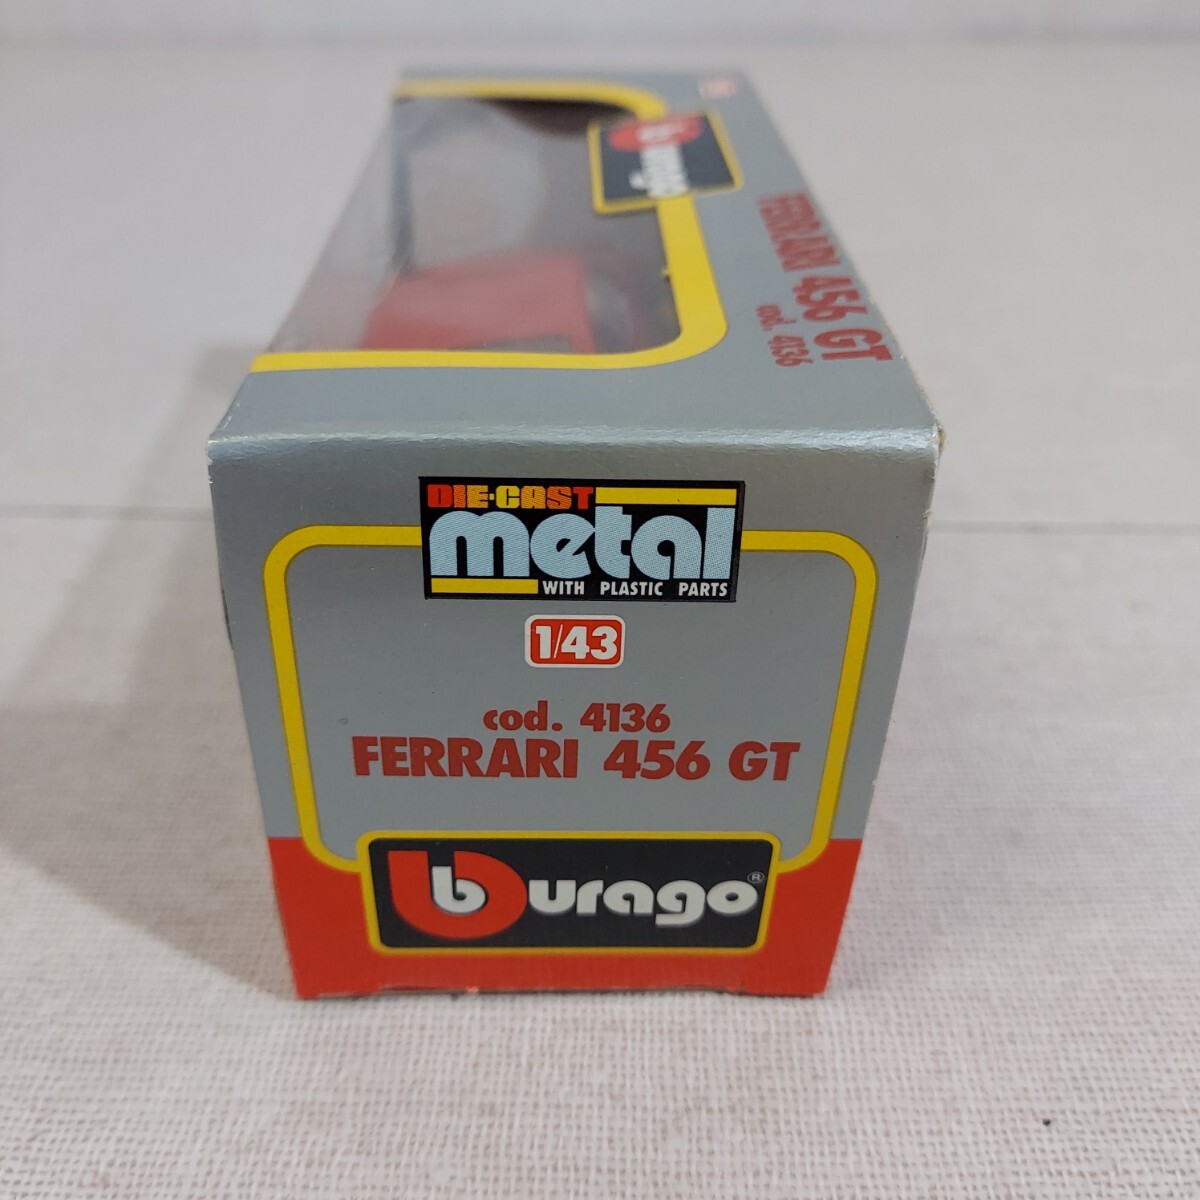 burago
FERRARI 456 GT
cod. 4136
DIE-CAST
metal
WITH PLASTIC PARTS
1/43
cod. 4136
FERRARI 456 GT
burago®